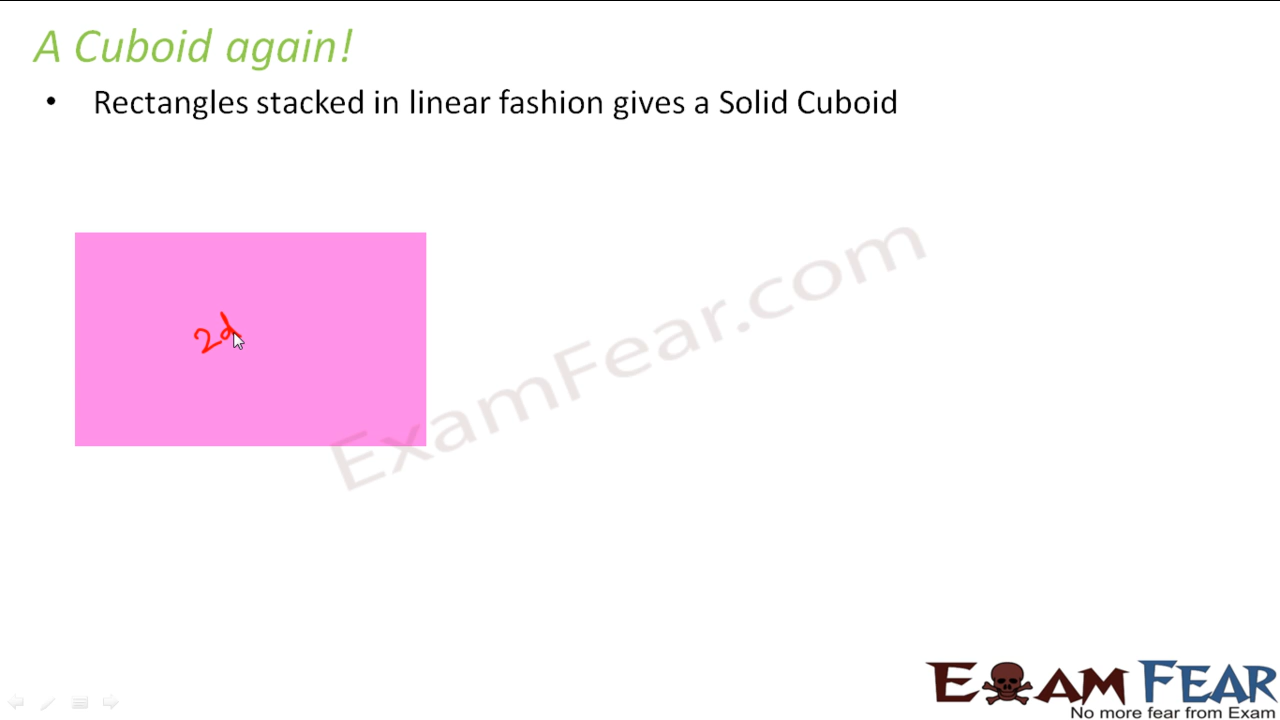 A Cuboid again!
• Rectangles stacked in linear fashion gives a Solid Cuboid
2d
ExamFear.com
EXAM FEAR
No more fear from Exam